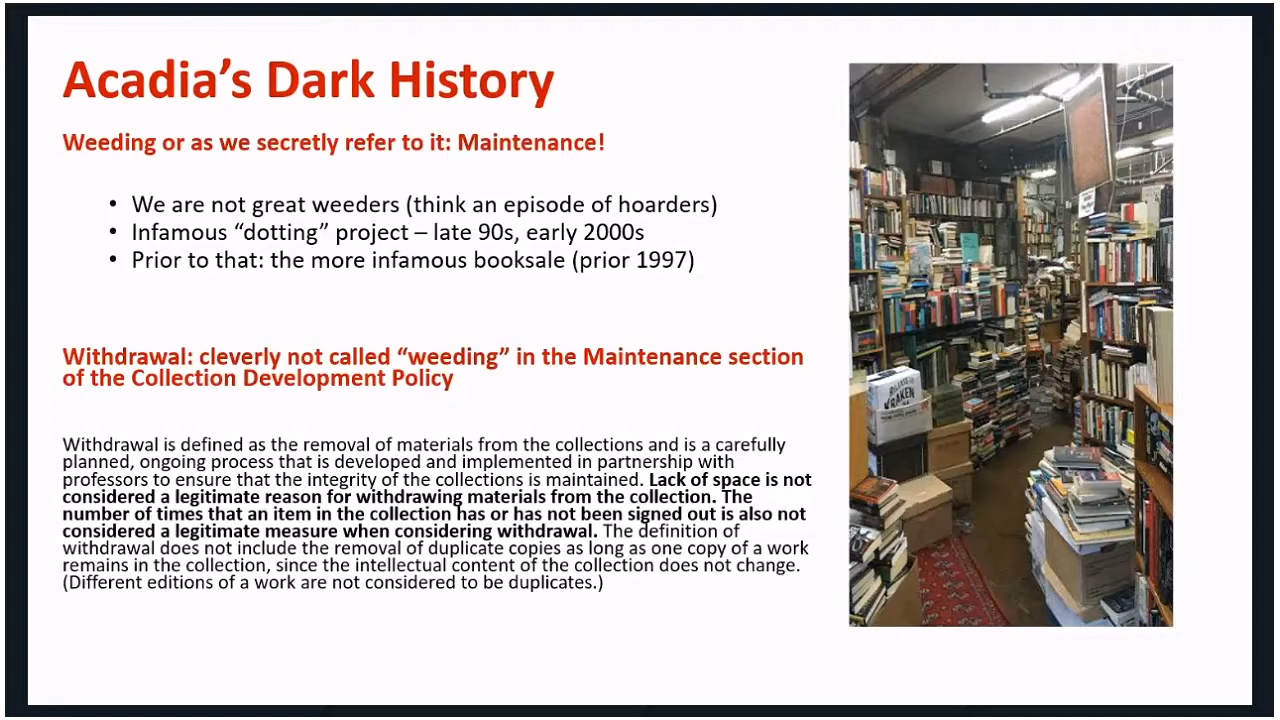 Acadia's Dark History
Weeding or as we secretly refer to it: Maintenance!
• We are not great weeders (think an episode of hoarders)
• Infamous “dotting” project – late 90s, early 2000s
• Prior to that: the more infamous booksale (prior 1997)
Withdrawal: cleverly not called “weeding” in the Maintenance section
of the Collection Development Policy
Withdrawal is defined as the removal of materials from the collections and is a carefully
planned, ongoing process that is developed and implemented in partnership with
professors to ensure that the integrity of the collections is maintained. Lack of space is not
considered a legitimate reason for withdrawing materials from the collection. The
number of times that an item in the collection has or has not been signed out is also not
considered a legitimate measure when considering withdrawal. The definition of
withdrawal does not include the removal of duplicate copies as long as one copy of a work
remains in the collection, since the intellectual content of the collection does not change.
(Different editions of a work are not considered to be duplicates.)
KRAKEN